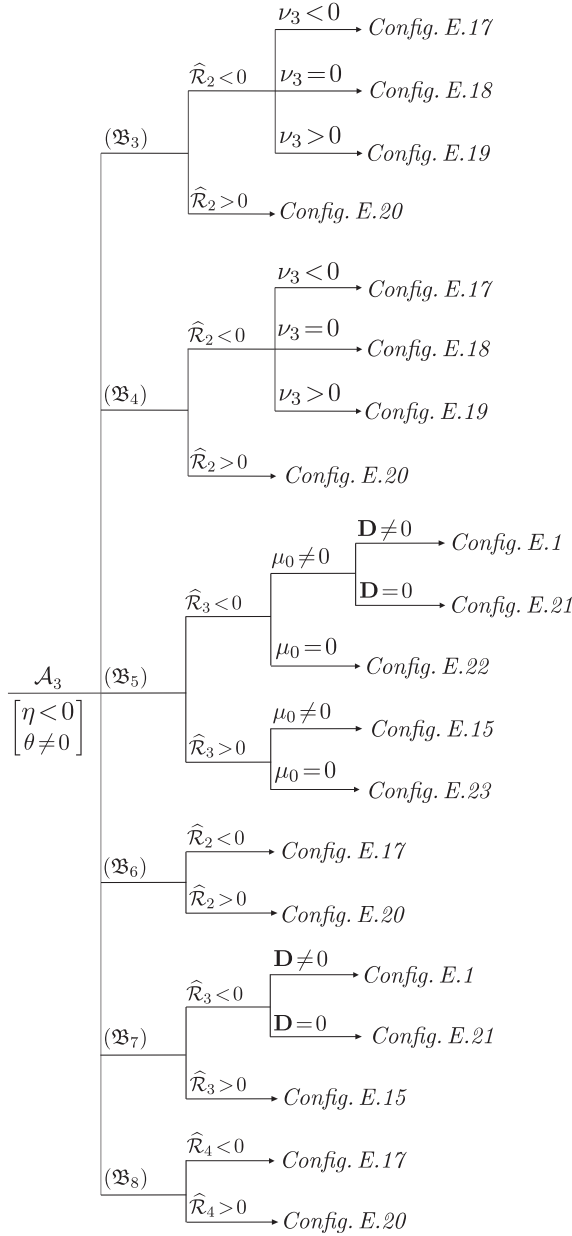 ν₃<0
Config. E.17
R̂₂<0
ν₃=0
Config. E.18
(𝔅₃)
ν₃>0
Config. E.19
R̂₂>0
Config. E.20
ν₃<0
Config. E.17
R̂₂<0
ν₃=0
Config. E.18
(𝔅₄)
ν₃>0
Config. E.19
R̂₂>0
Config. E.20
D≠0
Config. E.1
μ₀≠0
D=0
Config. E.21
R̂₃<0
μ₀=0
Config. E.22
𝒜₃
(𝔅₅)
[η<0
θ≠0]
μ₀≠0
Config. E.15
R̂₃>0
μ₀=0
Config. E.23
R̂₂<0
Config. E.17
(𝔅₆)
R̂₂>0
Config. E.20
D≠0
Config. E.1
R̂₃<0
D=0
Config. E.21
(𝔅₇)
R̂₃>0
Config. E.15
R̂₄<0
Config. E.17
(𝔅₈)
R̂₄>0
Config. E.20